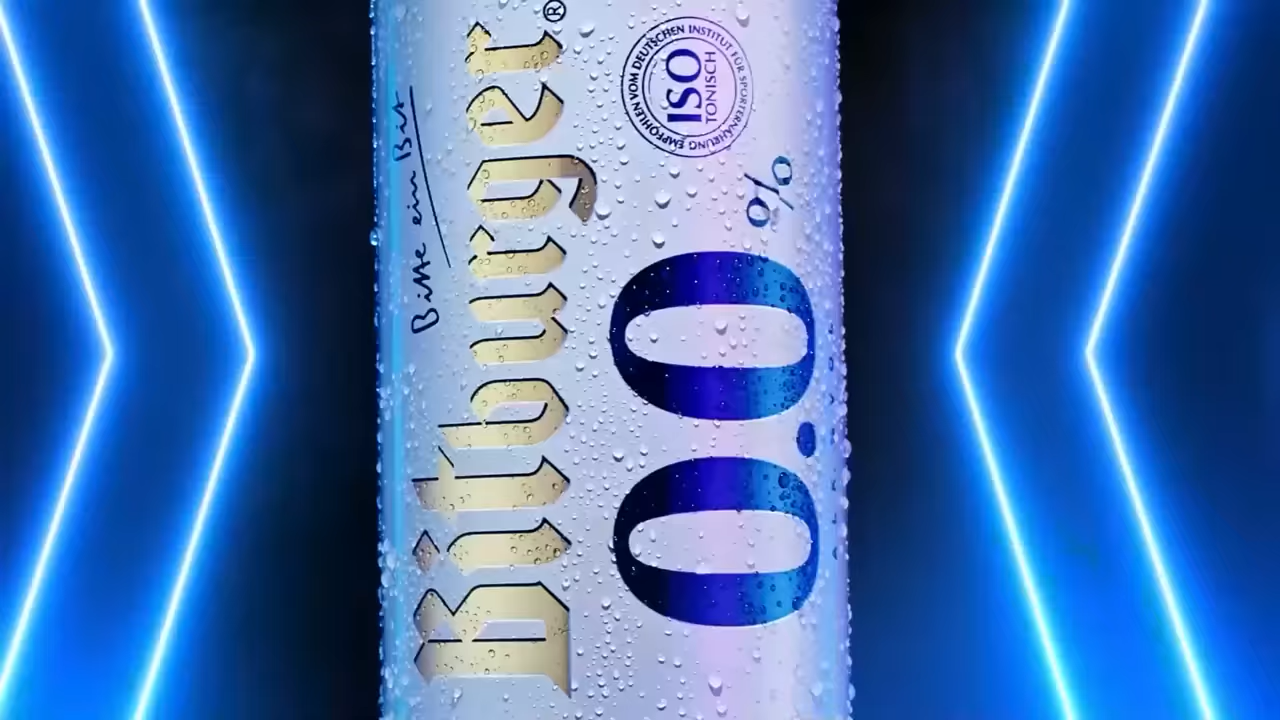 Bitte ein Bit
Bitburger®
0.0%
EMPFOHLEN VOM DEUTSCHEN INSTITUT FÜR SPORTERNÄHRUNG
ISO
TONISCH